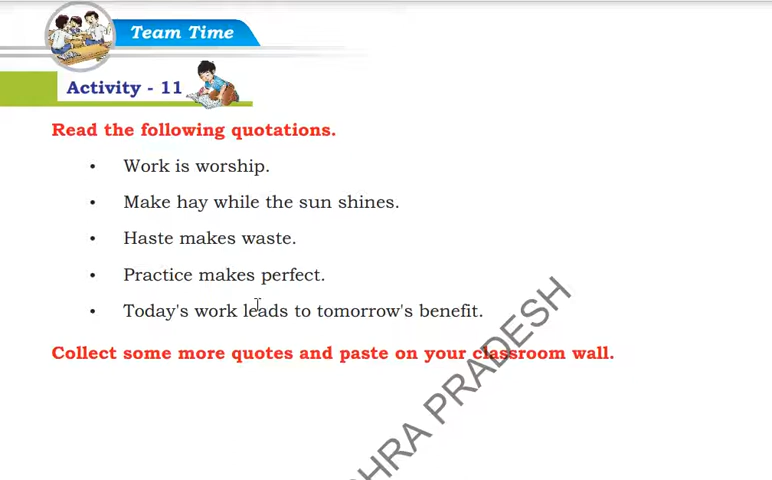 Team Time
Activity - 11
Read the following quotations.
• Work is worship.
• Make hay while the sun shines.
• Haste makes waste.
• Practice makes perfect.
• Today's work leads to tomorrow's benefit.
Collect some more quotes and paste on your classroom wall.
HRA PRADESH